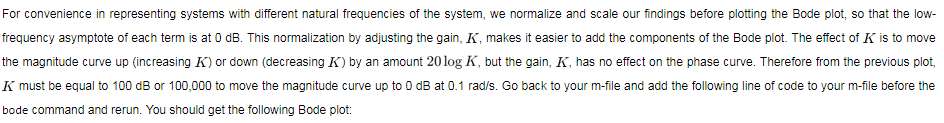 For convenience in representing systems with different natural frequencies of the system, we normalize and scale our findings before plotting the Bode plot, so that the low-
frequency asymptote of each term is at 0 dB. This normalization by adjusting the gain, K, makes it easier to add the components of the Bode plot. The effect of K is to move
the magnitude curve up (increasing K) or down (decreasing K) by an amount 20 log K, but the gain, K, has no effect on the phase curve. Therefore from the previous plot,
K must be equal to 100 dB or 100,000 to move the magnitude curve up to 0 dB at 0.1 rad/s. Go back to your m-file and add the following line of code to your m-file before the
bode command and rerun. You should get the following Bode plot: